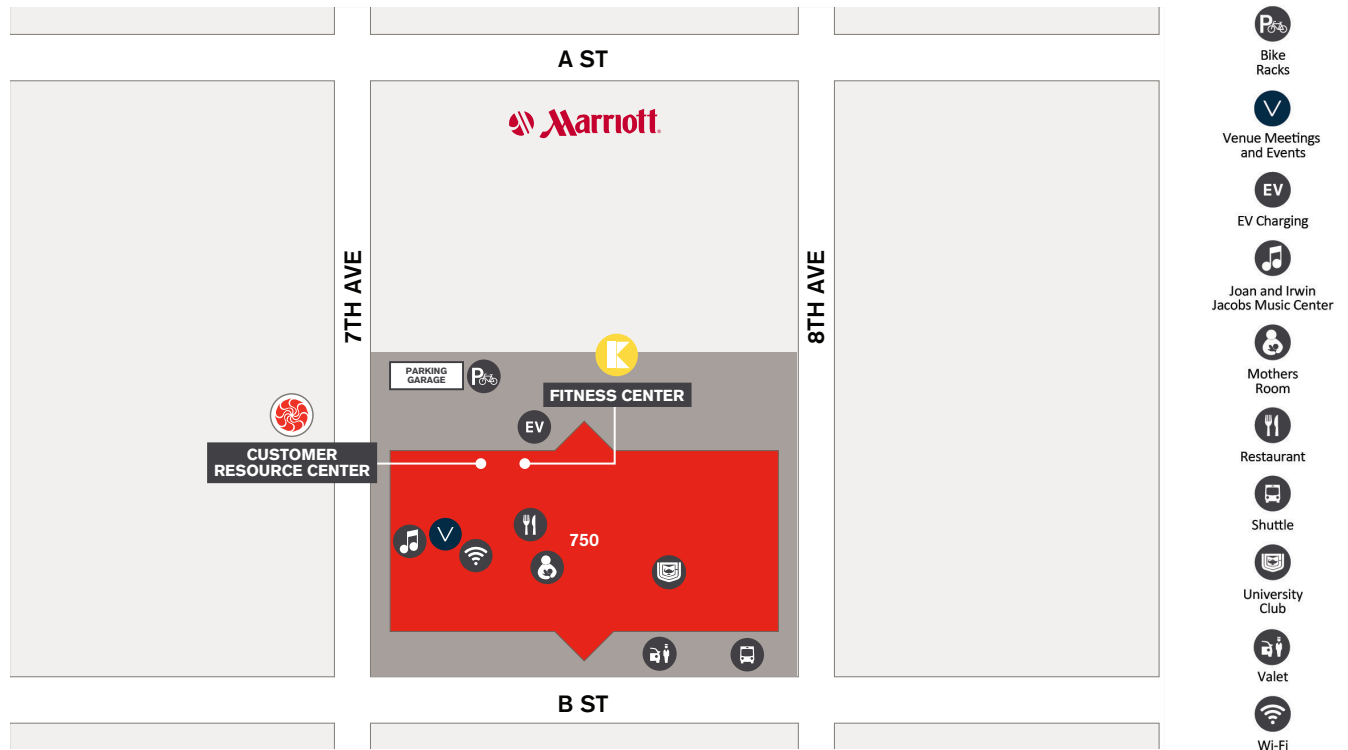 A ST
Marriott.
7TH AVE
8TH AVE
K
PARKING
GARAGE
P
FITNESS CENTER
EV
CUSTOMER
RESOURCE CENTER
V
750
B ST
P
Bike
Racks
V
Venue Meetings
and Events
EV
EV Charging
Joan and Irwin
Jacobs Music Center
Mothers
Room
Restaurant
Shuttle
University
Club
Valet
Wi-Fi